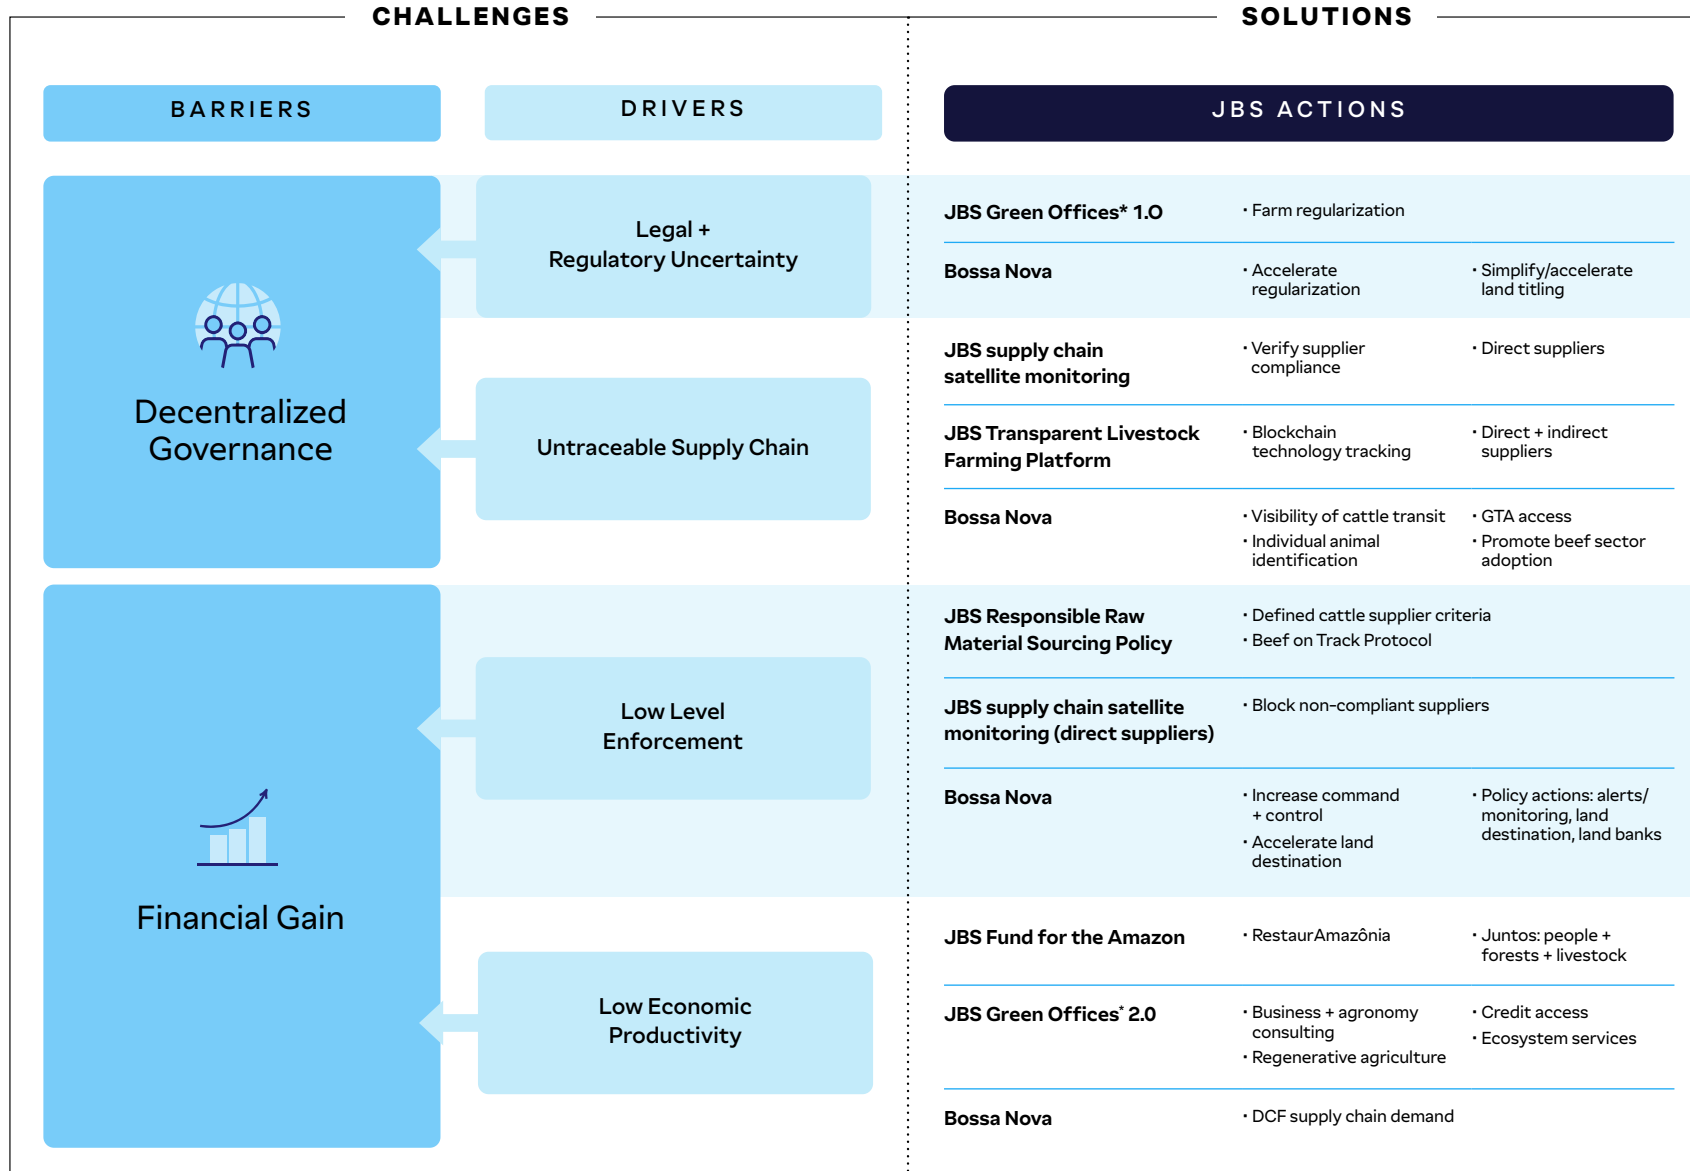 CHALLENGES
SOLUTIONS
BARRIERS
DRIVERS
JBS ACTIONS
Decentralized
Governance
Legal +
Regulatory Uncertainty
JBS Green Offices* 1.0
· Farm regularization
Bossa Nova
· Accelerate
regularization
· Simplify/accelerate
land titling
Untraceable Supply Chain
JBS supply chain
satellite monitoring
· Verify supplier
compliance
· Direct suppliers
JBS Transparent Livestock
Farming Platform
· Blockchain
technology tracking
· Direct + indirect
suppliers
Bossa Nova
· Visibility of cattle transit
· Individual animal
identification
· GTA access
· Promote beef sector
adoption
Financial Gain
Low Level
Enforcement
JBS Responsible Raw
Material Sourcing Policy
· Defined cattle supplier criteria
· Beef on Track Protocol
JBS supply chain satellite
monitoring (direct suppliers)
· Block non-compliant suppliers
Bossa Nova
· Increase command
+ control
· Accelerate land
destination
· Policy actions: alerts/
monitoring, land
destination, land banks
Low Economic
Productivity
JBS Fund for the Amazon
· RestaurAmazônia
· Juntos: people +
forests + livestock
JBS Green Offices* 2.0
· Business + agronomy
consulting
· Regenerative agriculture
· Credit access
· Ecosystem services
Bossa Nova
· DCF supply chain demand